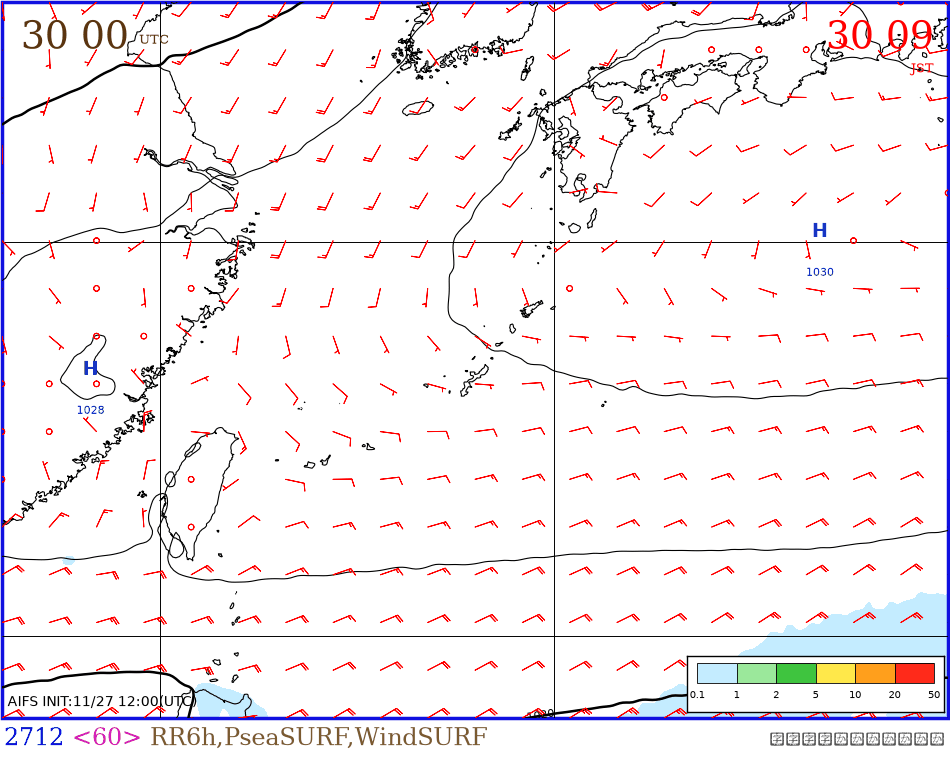 30 00 UTC
30 09 JST
H
1030
H
1028
0.1 1 2 5 10 20 50
AIFS INIT:11/27 12:00(UTC)
2712 <60> RR6h,PseaSURF,WindSURF